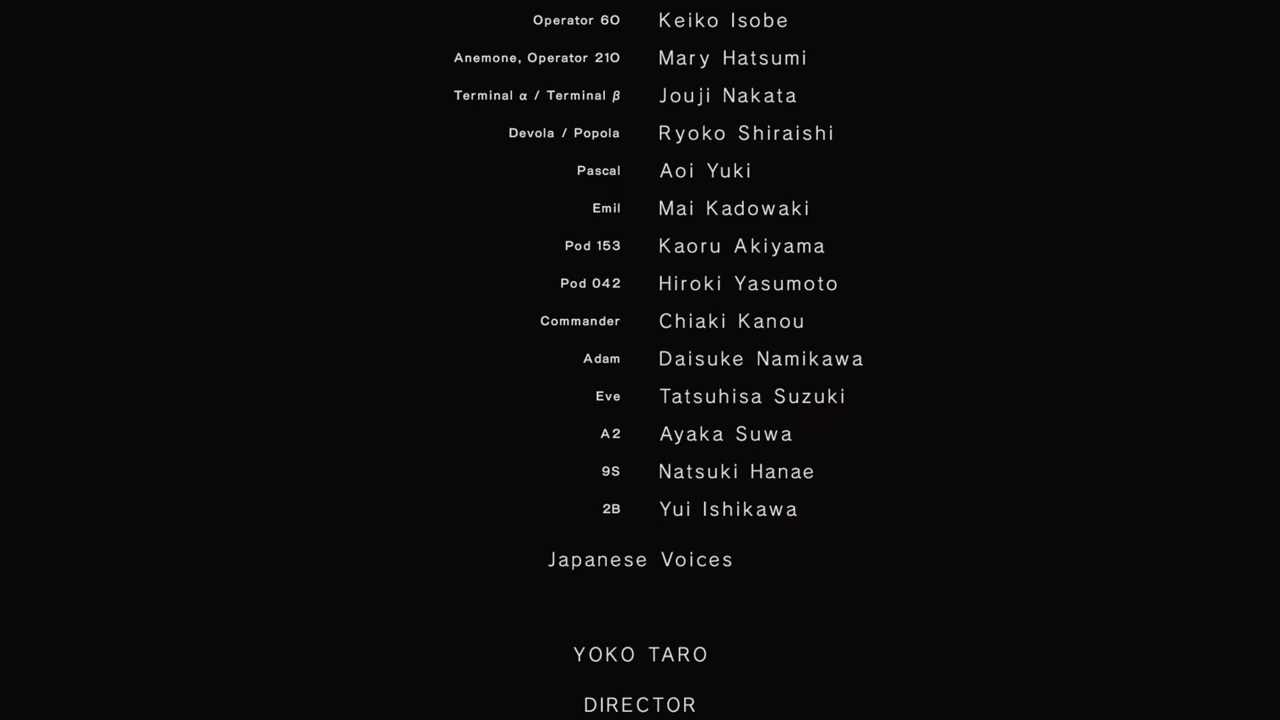 Operator 6O Keiko Isobe
Anemone, Operator 21O Mary Hatsumi
Terminal α / Terminal β Jouji Nakata
Devola / Popola Ryoko Shiraishi
Pascal Aoi Yuki
Emil Mai Kadowaki
Pod 153 Kaoru Akiyama
Pod 042 Hiroki Yasumoto
Commander Chiaki Kanou
Adam Daisuke Namikawa
Eve Tatsuhisa Suzuki
A2 Ayaka Suwa
9S Natsuki Hanae
2B Yui Ishikawa
Japanese Voices
YOKO TARO
DIRECTOR